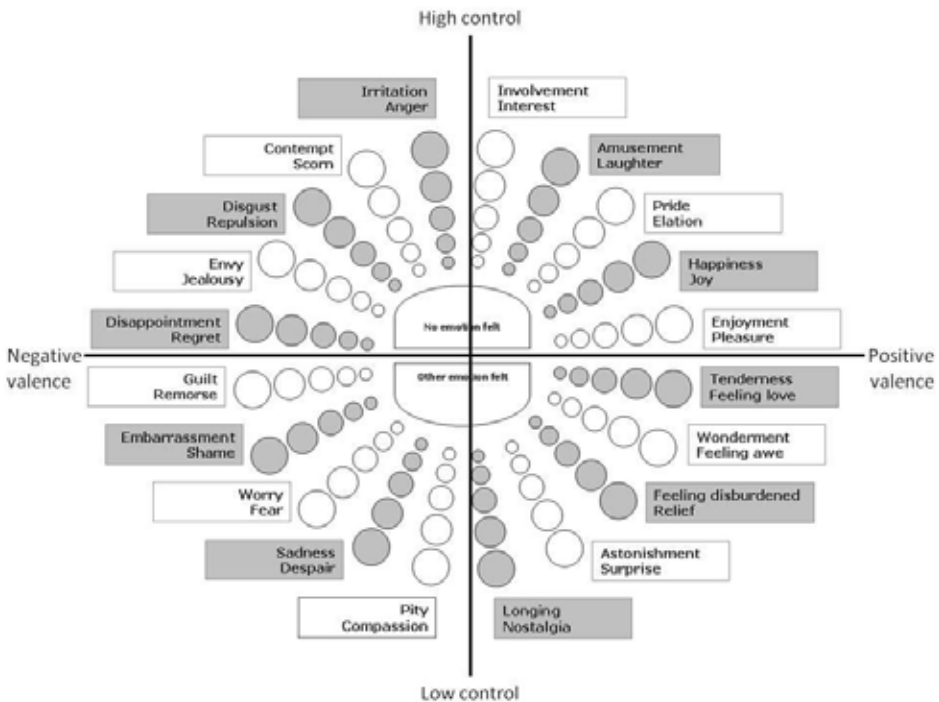 High control
Irritation
Anger
Involvement
Interest
Contempt
Scorn
Amusement
Laughter
Disgust
Repulsion
Pride
Elation
Envy
Jealousy
Happiness
Joy
Disappointment
Regret
No emotion felt
Enjoyment
Pleasure
Negative
valence
Positive
valence
Guilt
Remorse
Other emotion felt
Tenderness
Feeling love
Embarrassment
Shame
Wonderment
Feeling awe
Worry
Fear
Feeling disburdened
Relief
Sadness
Despair
Astonishment
Surprise
Pity
Compassion
Longing
Nostalgia
Low control